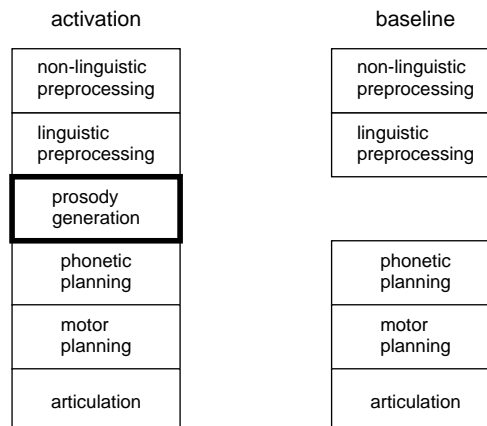 activation
non-linguistic
preprocessing
linguistic
preprocessing
prosody
generation
phonetic
planning
motor
planning
articulation
baseline
non-linguistic
preprocessing
linguistic
preprocessing
phonetic
planning
motor
planning
articulation